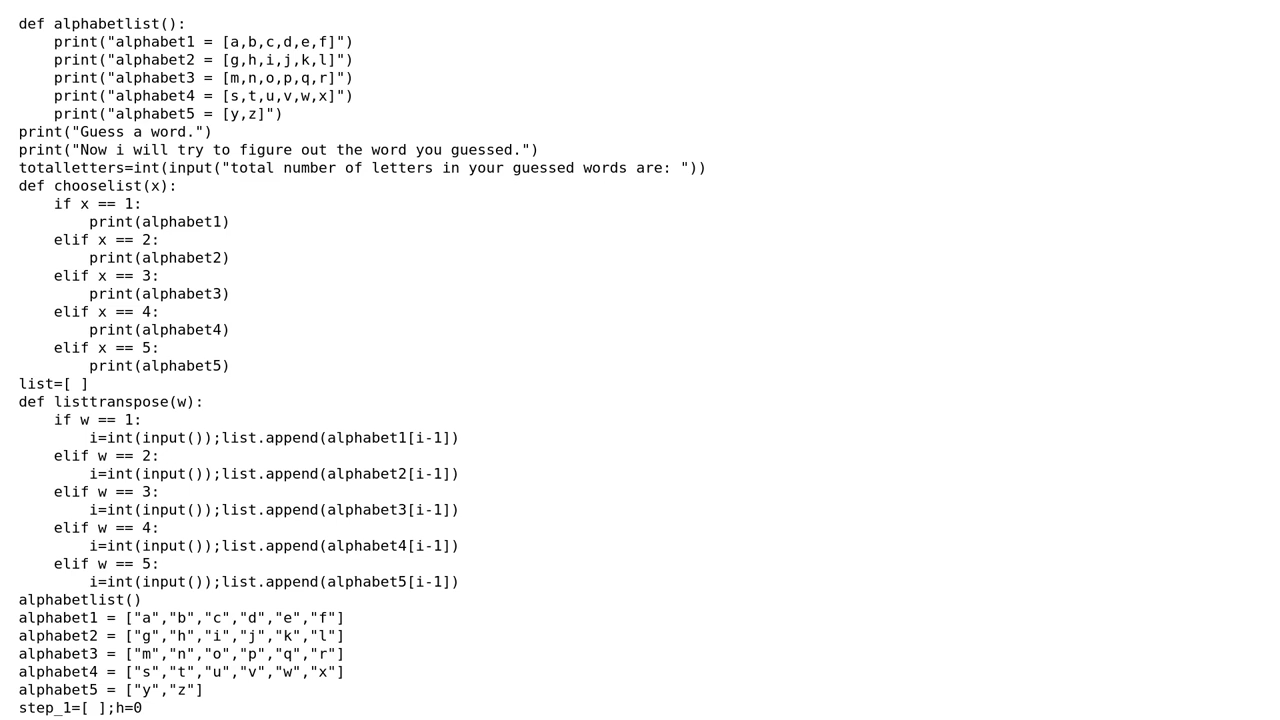 def alphabetlist():
    print("alphabet1 = [a,b,c,d,e,f]")
    print("alphabet2 = [g,h,i,j,k,l]")
    print("alphabet3 = [m,n,o,p,q,r]")
    print("alphabet4 = [s,t,u,v,w,x]")
    print("alphabet5 = [y,z]")
print("Guess a word.")
print("Now i will try to figure out the word you guessed.")
totalletters=int(input("total number of letters in your guessed words are: "))
def chooselist(x):
    if x == 1:
        print(alphabet1)
    elif x == 2:
        print(alphabet2)
    elif x == 3:
        print(alphabet3)
    elif x == 4:
        print(alphabet4)
    elif x == 5:
        print(alphabet5)
list=[ ]
def listtranspose(w):
    if w == 1:
        i=int(input());list.append(alphabet1[i-1])
    elif w == 2:
        i=int(input());list.append(alphabet2[i-1])
    elif w == 3:
        i=int(input());list.append(alphabet3[i-1])
    elif w == 4:
        i=int(input());list.append(alphabet4[i-1])
    elif w == 5:
        i=int(input());list.append(alphabet5[i-1])
alphabetlist()
alphabet1 = ["a","b","c","d","e","f"]
alphabet2 = ["g","h","i","j","k","l"]
alphabet3 = ["m","n","o","p","q","r"]
alphabet4 = ["s","t","u","v","w","x"]
alphabet5 = ["y","z"]
step_1=[ ];h=0